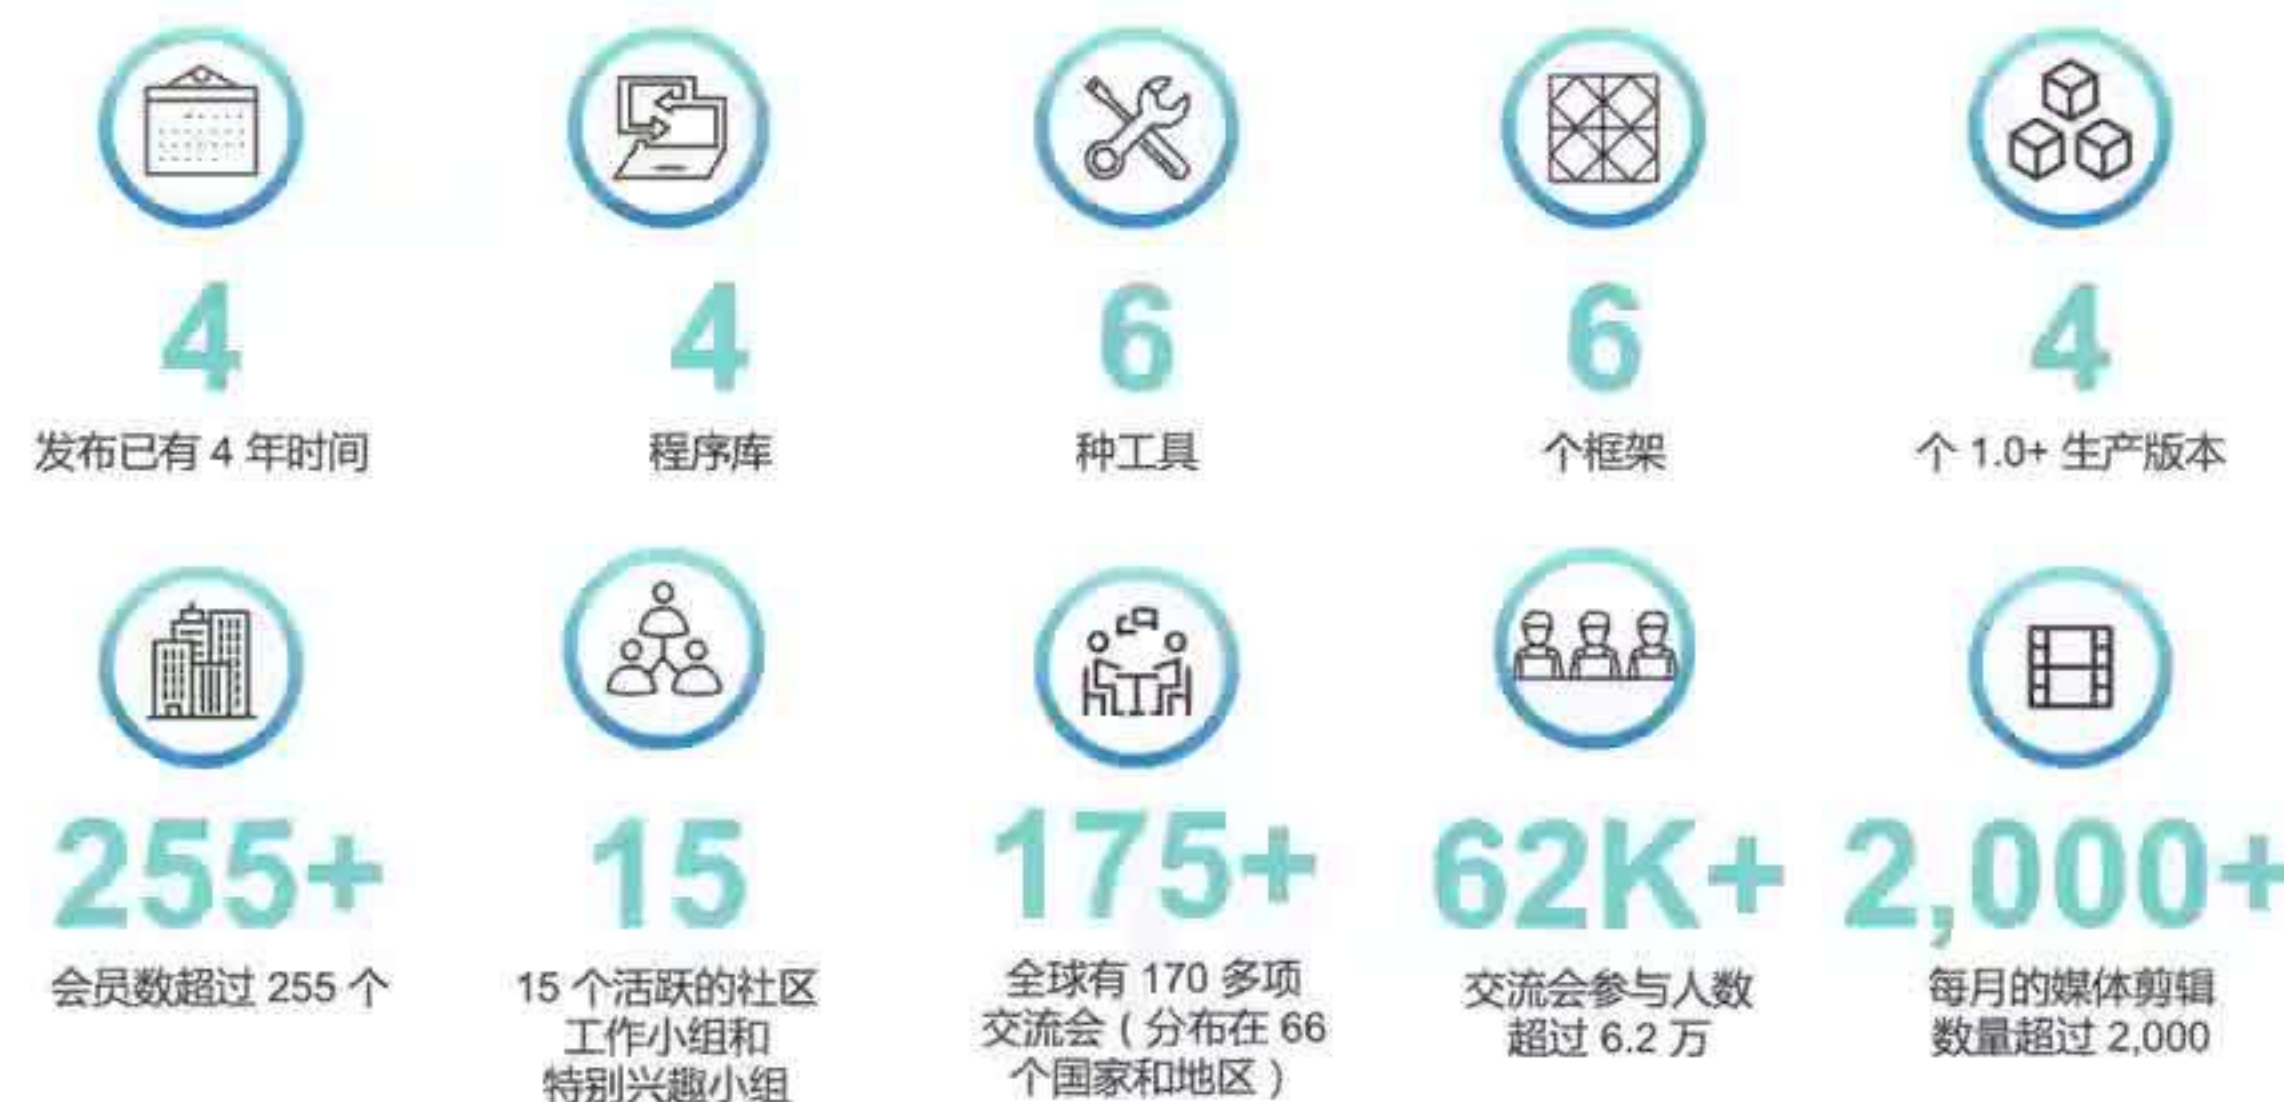 4
发布已有 4 年时间
4
程序库
6
种工具
6
个框架
4
个 1.0+ 生产版本
255+
会员数超过 255 个
15
15 个活跃的社区
工作小组和
特别兴趣小组
175+
全球有 170 多项
交流会（分布在 66
个国家和地区）
62K+
交流会参与人数
超过 6.2 万
2,000+
每月的媒体剪辑
数量超过 2,000